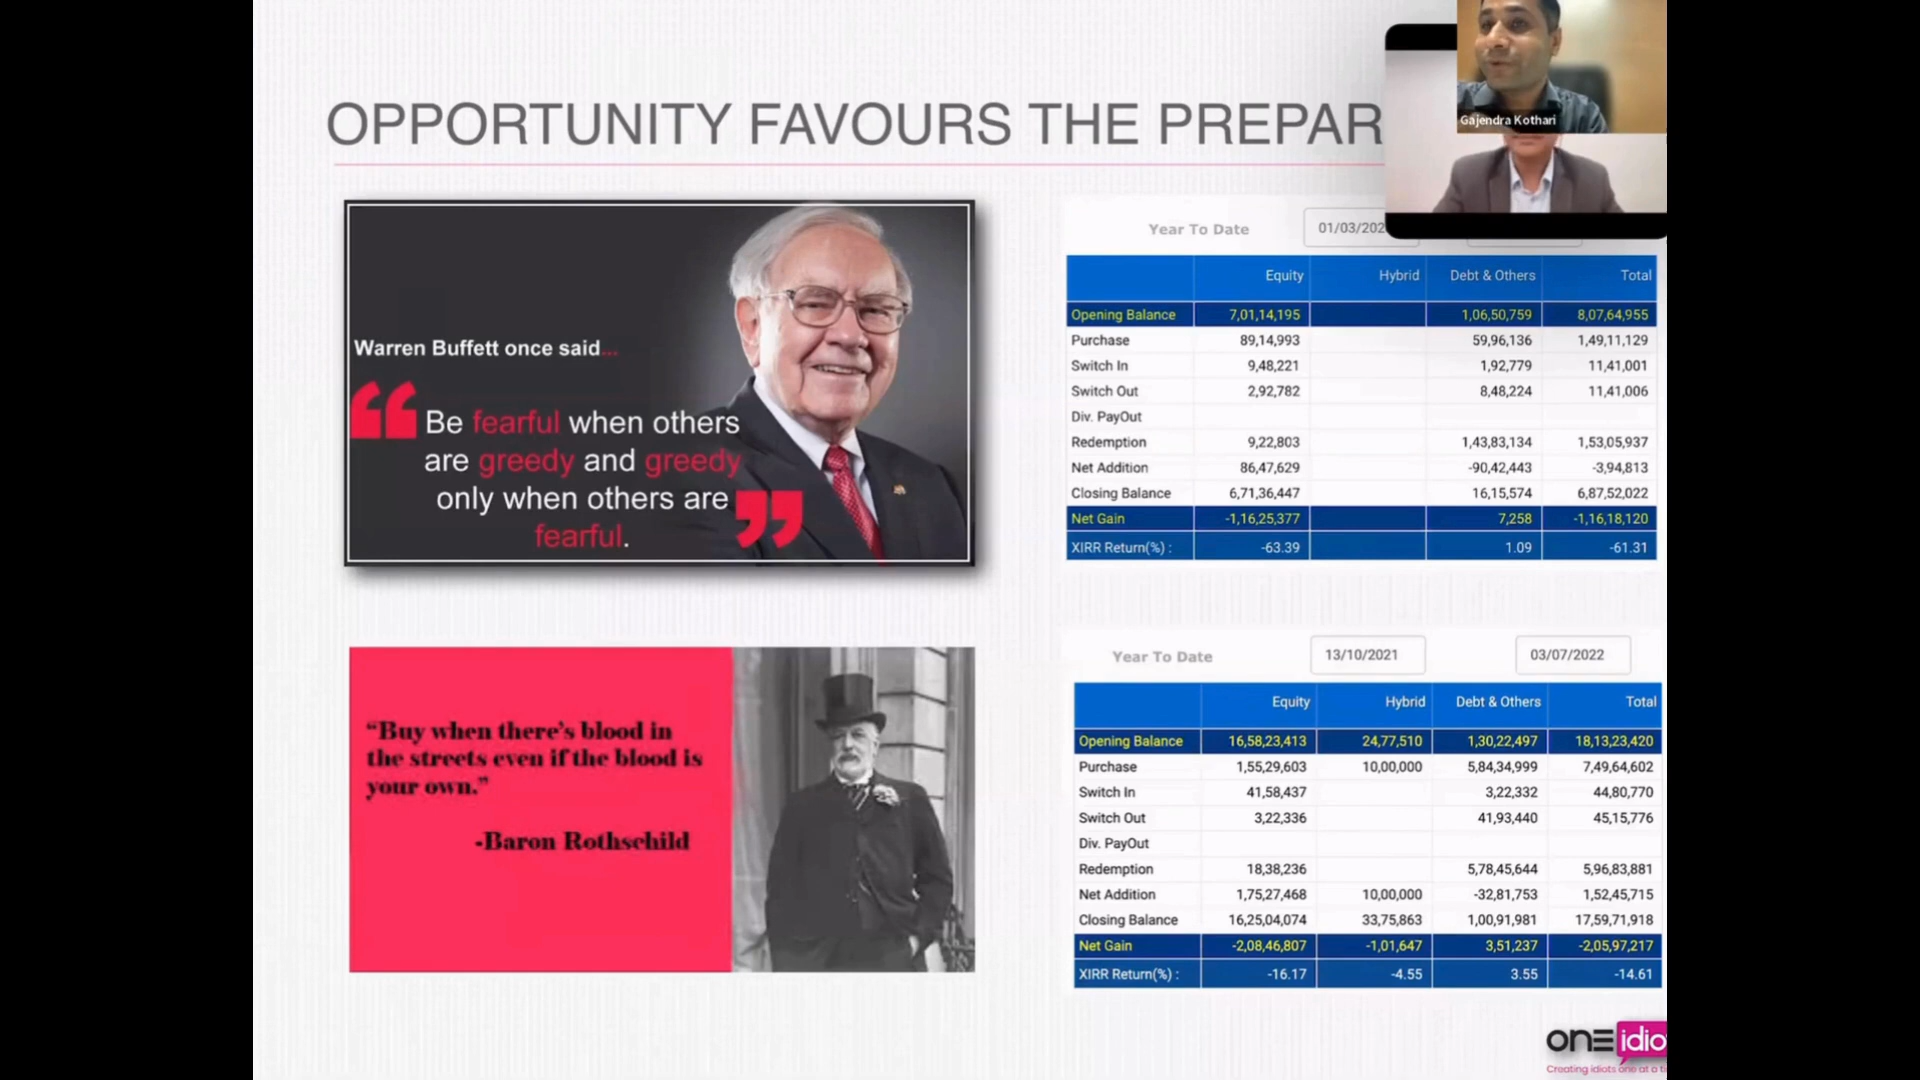 OPPORTUNITY FAVOURS THE PREPAR
Gajendra Kothari
Warren Buffett once said...
Be fearful when others
are greedy and greedy
only when others are
fearful.
Year To Date 01/03/202
Equity Hybrid Debt & Others Total
Opening Balance 7,01,14,195 1,06,50,759 8,07,64,955
Purchase 89,14,993 59,96,136 1,49,11,129
Switch In 9,48,221 1,92,779 11,41,001
Switch Out 2,92,782 8,48,224 11,41,006
Div. PayOut
Redemption 9,22,803 1,43,83,134 1,53,05,937
Net Addition 86,47,629 -90,42,443 -3,94,813
Closing Balance 6,71,36,447 16,15,574 6,87,52,022
Net Gain -1,16,25,377 7,258 -1,16,18,120
XIRR Return(%) : -63.39 1.09 -61.31
“Buy when there's blood in
the streets even if the blood is
your own.”
-Baron Rothschild
Year To Date 13/10/2021 03/07/2022
Equity Hybrid Debt & Others Total
Opening Balance 16,58,23,413 24,77,510 1,30,22,497 18,13,23,420
Purchase 1,55,29,603 10,00,000 5,84,34,999 7,49,64,602
Switch In 41,58,437 3,22,332 44,80,770
Switch Out 3,22,336 41,93,440 45,15,776
Div. PayOut
Redemption 18,38,236 5,78,45,644 5,96,83,881
Net Addition 1,75,27,468 10,00,000 -32,81,753 1,52,45,715
Closing Balance 16,25,04,074 33,75,863 1,00,91,981 17,59,71,918
Net Gain -2,08,46,807 -1,01,647 3,51,237 -2,05,97,217
XIRR Return(%) : -16.17 -4.55 3.55 -14.61
one idio
Creating idiots one at a ti